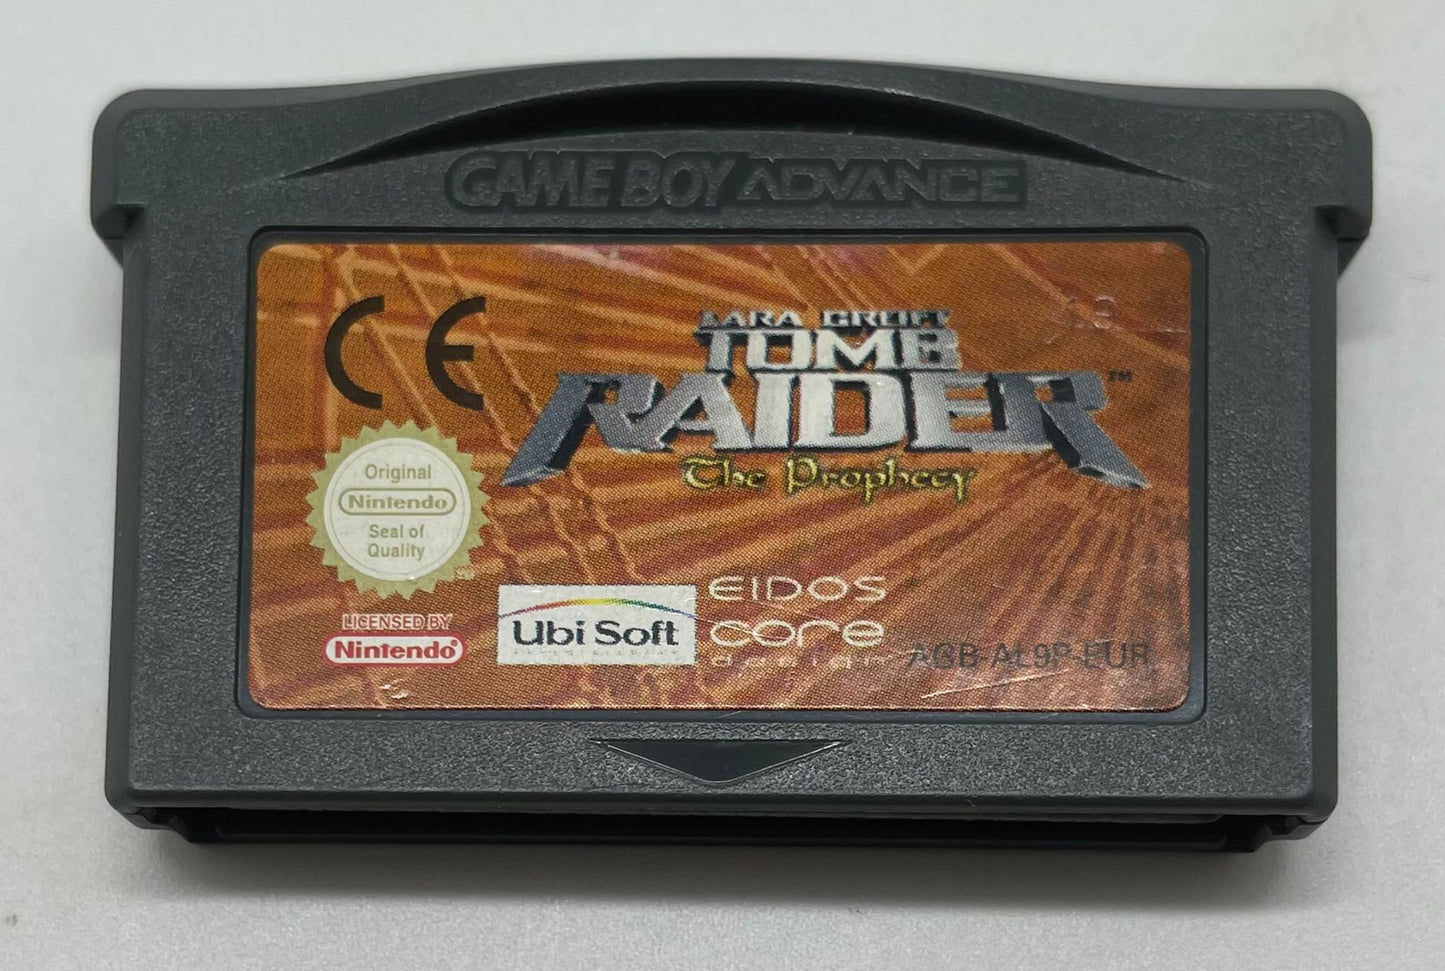 GAME BOY ADVANCE
CE
LARA CROFT
TOMB
RAIDER™
The Prophecy
Original
Nintendo
Seal of
Quality
LICENSED BY
Nintendo®
Ubi Soft
EIDOS
core
AGB-AL9P-EUR